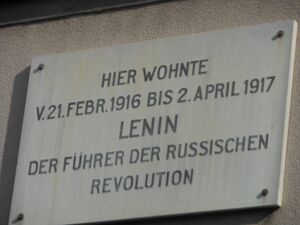 HIER WOHNTE
V. 21. FEBR. 1916 BIS 2. APRIL 1917
LENIN
DER FÜHRER DER RUSSISCHEN
REVOLUTION